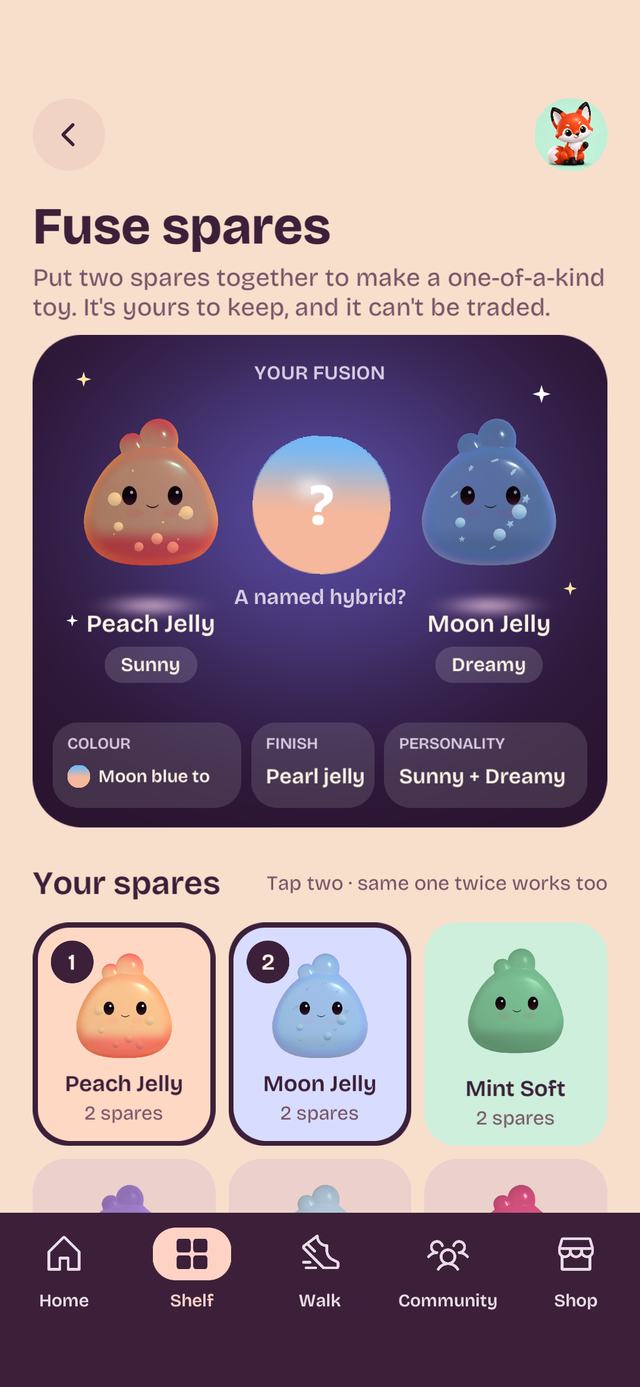 Fuse spares
Put two spares together to make a one-of-a-kind
toy. It's yours to keep, and it can't be traded.
YOUR FUSION
?
A named hybrid?
Peach Jelly
Moon Jelly
Sunny
Dreamy
COLOUR
Moon blue to
FINISH
Pearl jelly
PERSONALITY
Sunny + Dreamy
Your spares
Tap two · same one twice works too
1
Peach Jelly
2 spares
2
Moon Jelly
2 spares
Mint Soft
2 spares
Home
Shelf
Walk
Community
Shop